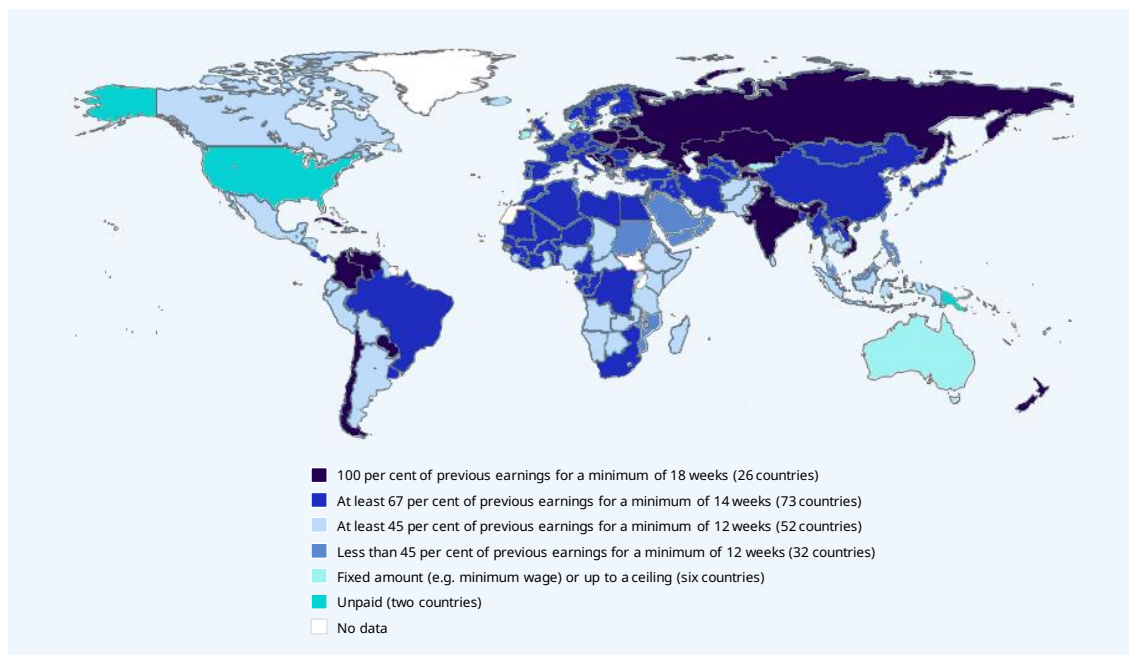 100 per cent of previous earnings for a minimum of 18 weeks (26 countries)
At least 67 per cent of previous earnings for a minimum of 14 weeks (73 countries)
At least 45 per cent of previous earnings for a minimum of 12 weeks (52 countries)
Less than 45 per cent of previous earnings for a minimum of 12 weeks (32 countries)
Fixed amount (e.g. minimum wage) or up to a ceiling (six countries)
Unpaid (two countries)
No data